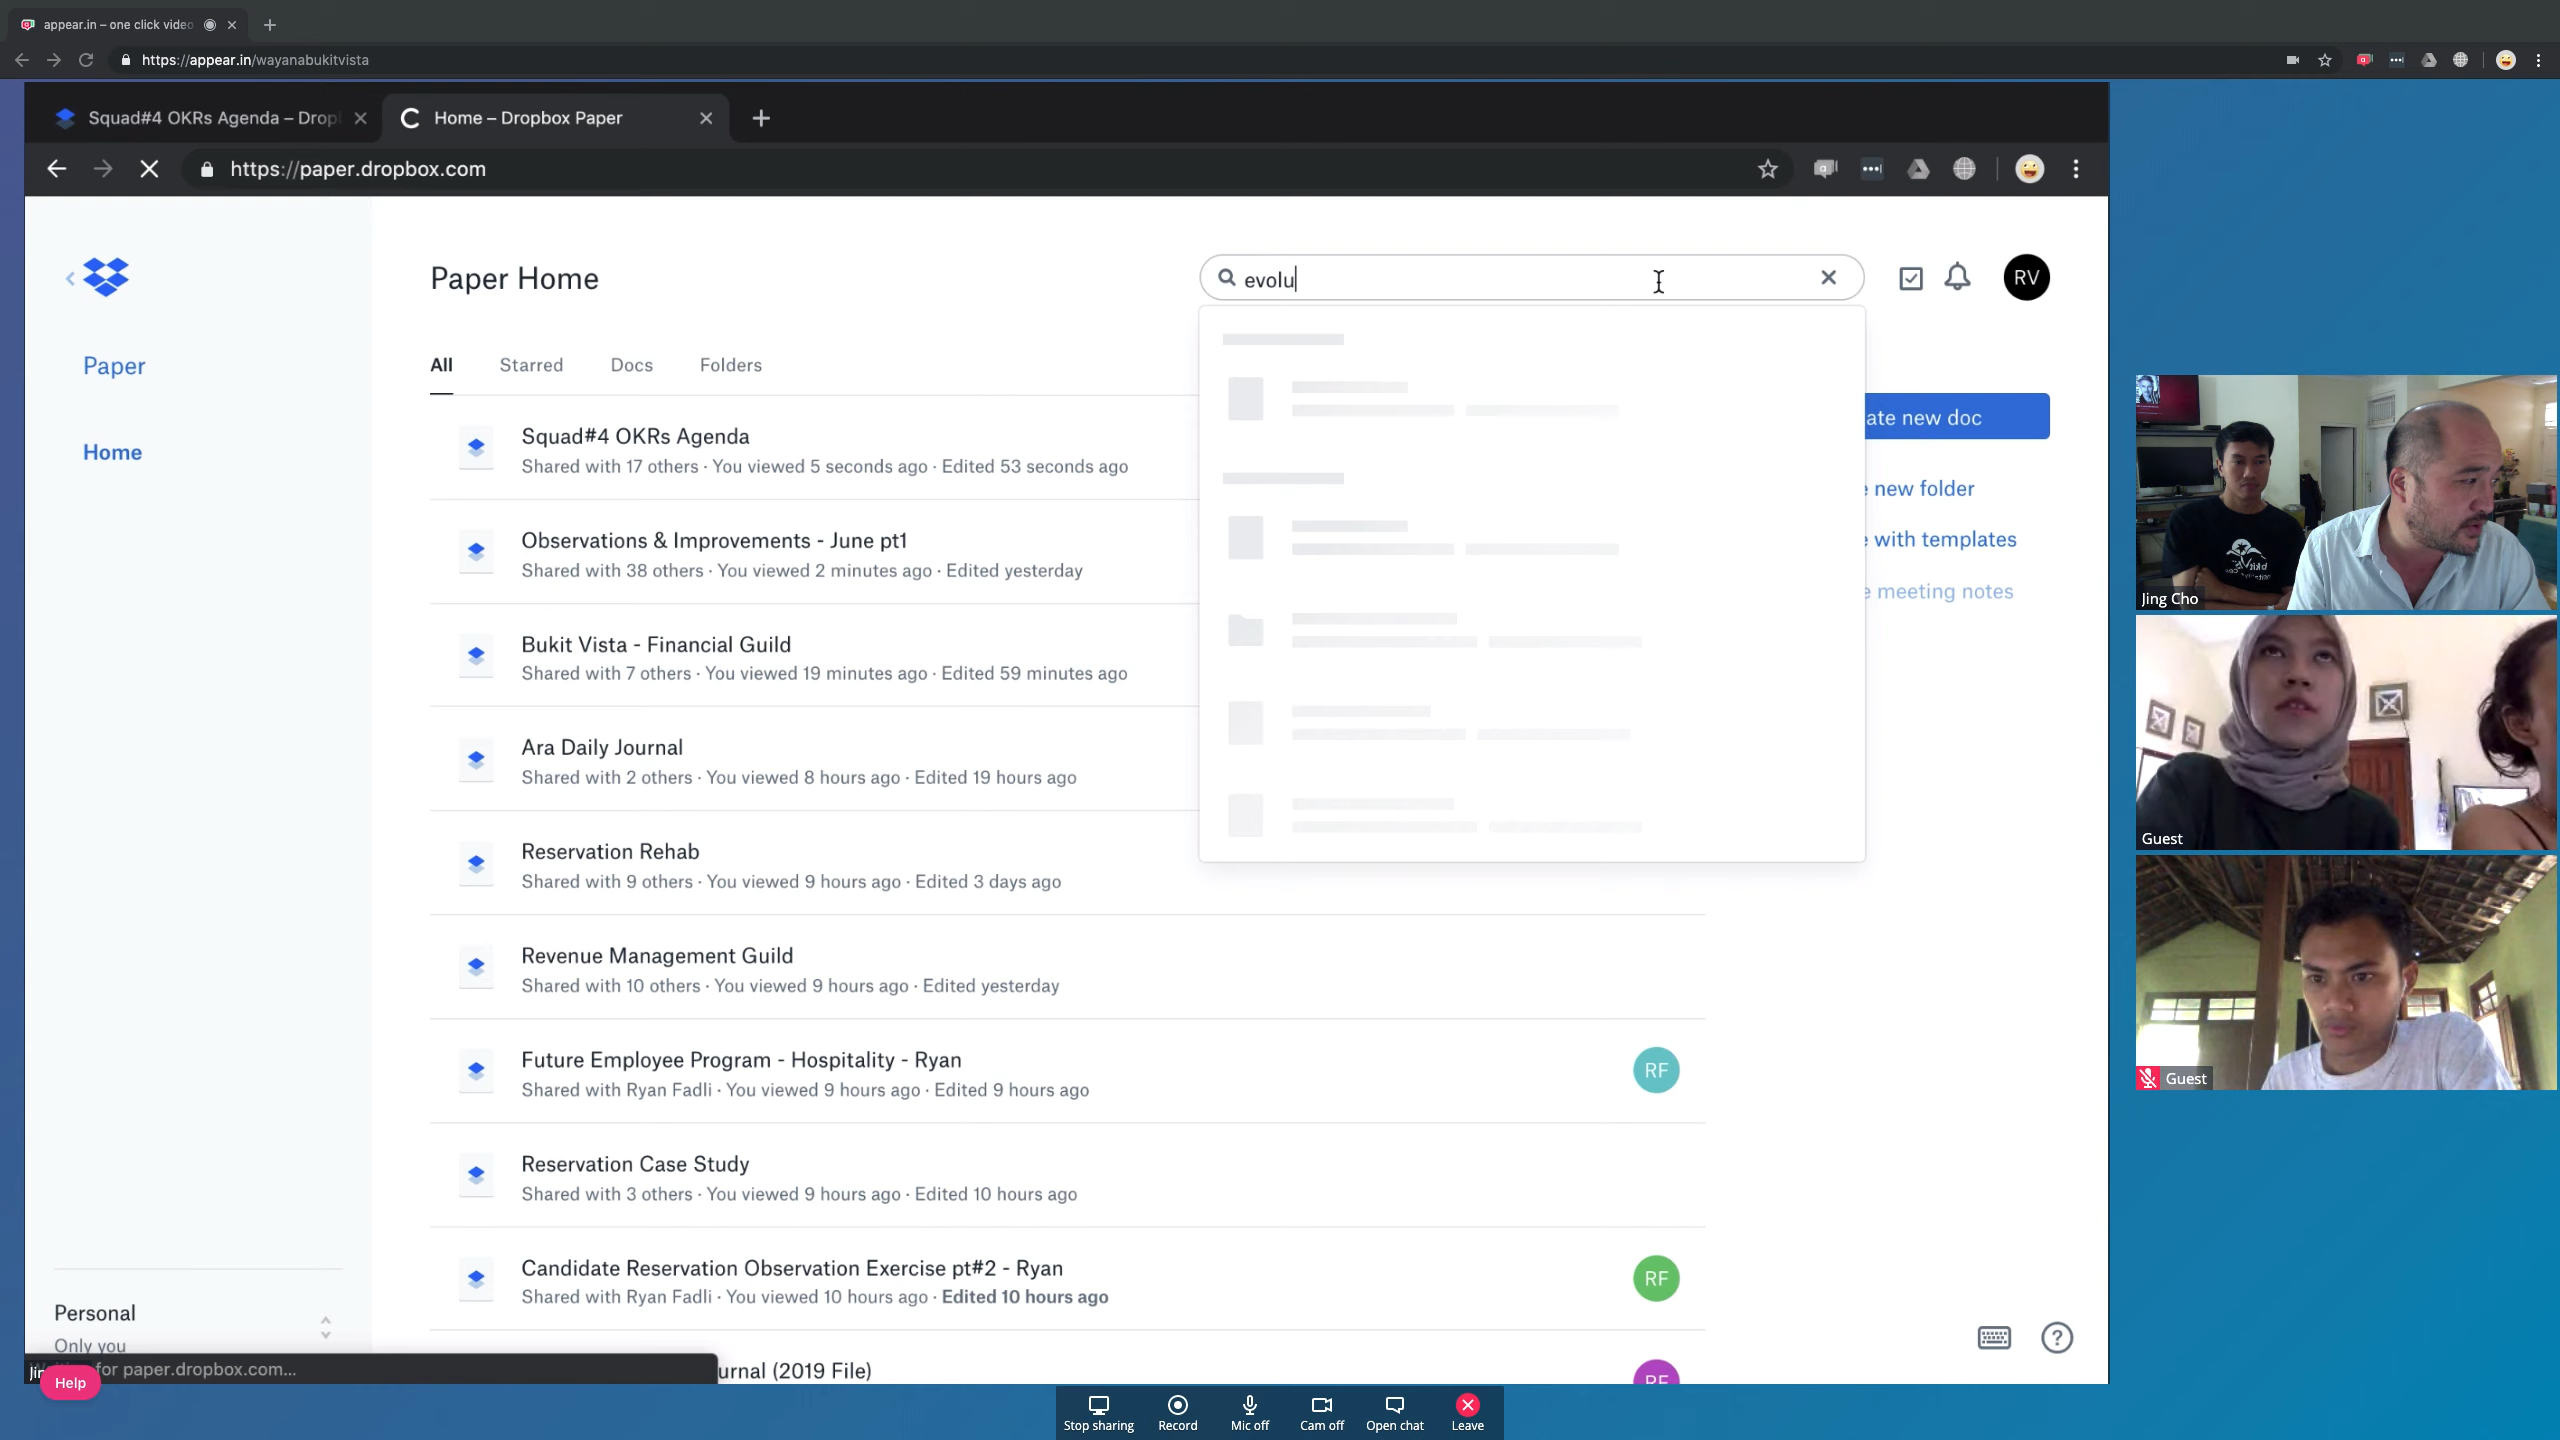 appear.in – one click video
https://appear.in/wayanabukitvista
Squad#4 OKRs Agenda – Drop
Home – Dropbox Paper
https://paper.dropbox.com
Paper Home
evolu
RV
Paper
Home
All
Starred
Docs
Folders
ate new doc
e new folder
e with templates
e meeting notes
Squad#4 OKRs Agenda
Shared with 17 others · You viewed 5 seconds ago · Edited 53 seconds ago
Observations & Improvements - June pt1
Shared with 38 others · You viewed 2 minutes ago · Edited yesterday
Bukit Vista - Financial Guild
Shared with 7 others · You viewed 19 minutes ago · Edited 59 minutes ago
Ara Daily Journal
Shared with 2 others · You viewed 8 hours ago · Edited 19 hours ago
Reservation Rehab
Shared with 9 others · You viewed 9 hours ago · Edited 3 days ago
Revenue Management Guild
Shared with 10 others · You viewed 9 hours ago · Edited yesterday
Future Employee Program - Hospitality - Ryan
Shared with Ryan Fadli · You viewed 9 hours ago · Edited 9 hours ago
RF
Reservation Case Study
Shared with 3 others · You viewed 9 hours ago · Edited 10 hours ago
Candidate Reservation Observation Exercise pt#2 - Ryan
Shared with Ryan Fadli · You viewed 10 hours ago · Edited 10 hours ago
RF
urnal (2019 File)
RF
Personal
Only you
for paper.dropbox.com...
Jin
Help
Jing Cho
Guest
Guest
Stop sharing
Record
Mic off
Cam off
Open chat
Leave